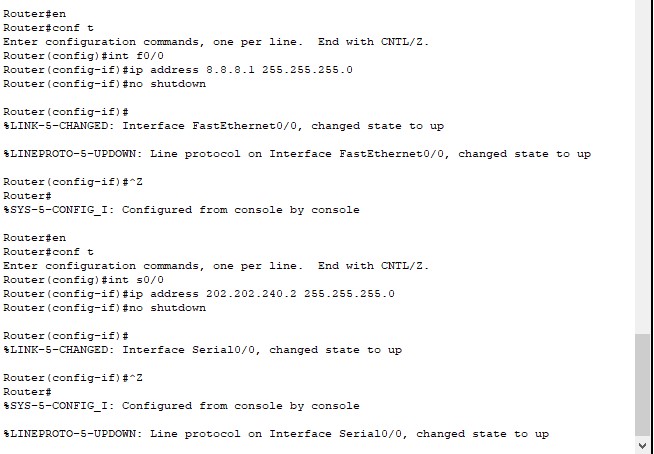 Router#en
Router#conf t
Enter configuration commands, one per line.  End with CNTL/Z.
Router(config)#int f0/0
Router(config-if)#ip address 8.8.8.1 255.255.255.0
Router(config-if)#no shutdown
Router(config-if)#
%LINK-5-CHANGED: Interface FastEthernet0/0, changed state to up
%LINEPROTO-5-UPDOWN: Line protocol on Interface FastEthernet0/0, changed state to up
Router(config-if)#^Z
Router#
%SYS-5-CONFIG_I: Configured from console by console
Router#en
Router#conf t
Enter configuration commands, one per line.  End with CNTL/Z.
Router(config)#int s0/0
Router(config-if)#ip address 202.202.240.2 255.255.255.0
Router(config-if)#no shutdown
Router(config-if)#
%LINK-5-CHANGED: Interface Serial0/0, changed state to up
Router(config-if)#^Z
Router#
%SYS-5-CONFIG_I: Configured from console by console
%LINEPROTO-5-UPDOWN: Line protocol on Interface Serial0/0, changed state to up